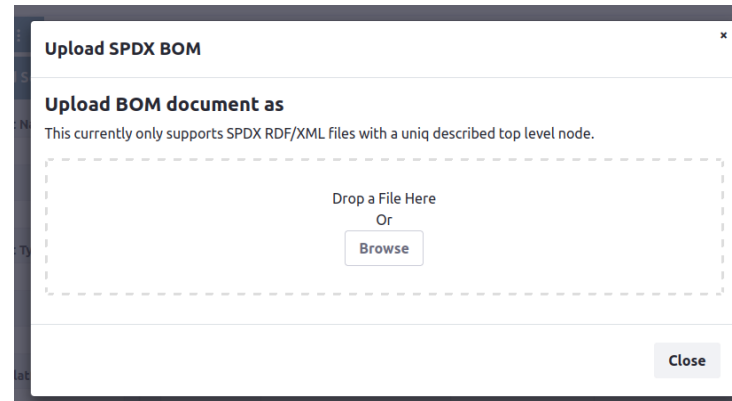 Upload SPDX BOM
×
Upload BOM document as
This currently only supports SPDX RDF/XML files with a uniq described top level node.
Drop a File Here
Or
Browse
Close